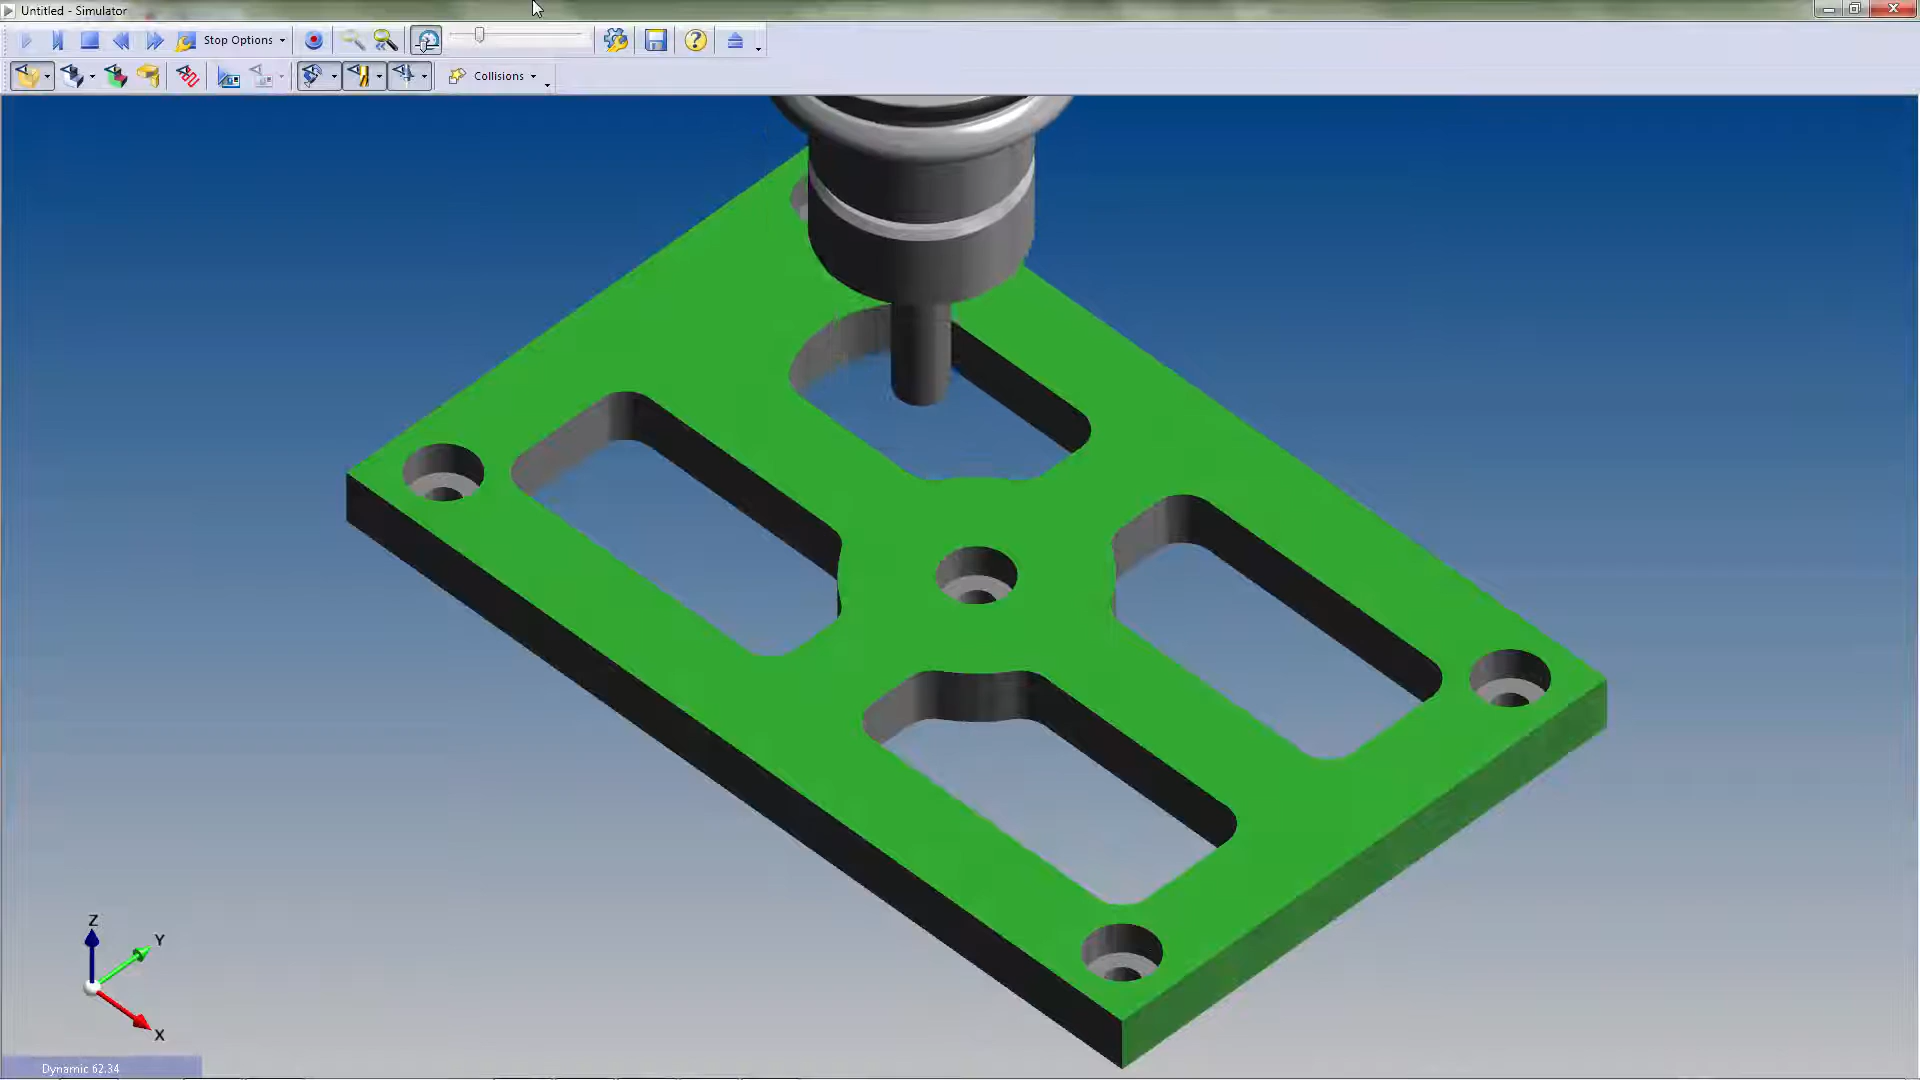 Untitled - Simulator
Stop Options
Collisions
Z
Y
X
Dynamic 62.34